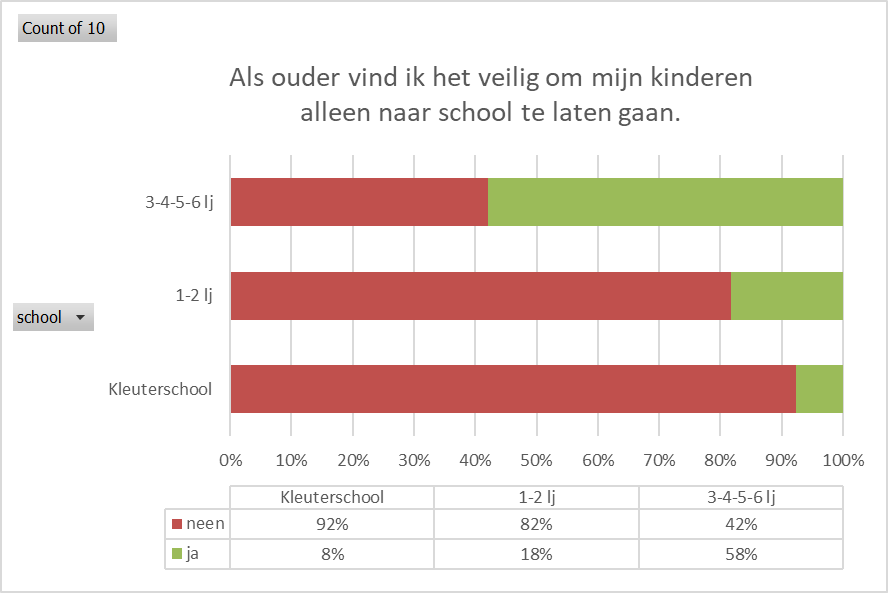 Count of 10
Als ouder vind ik het veilig om mijn kinderen
alleen naar school te laten gaan.
3-4-5-6 lj
1-2 lj
school
Kleuterschool
0% 10% 20% 30% 40% 50% 60% 70% 80% 90% 100%
Kleuterschool 1-2 lj 3-4-5-6 lj
neen 92% 82% 42%
ja 8% 18% 58%